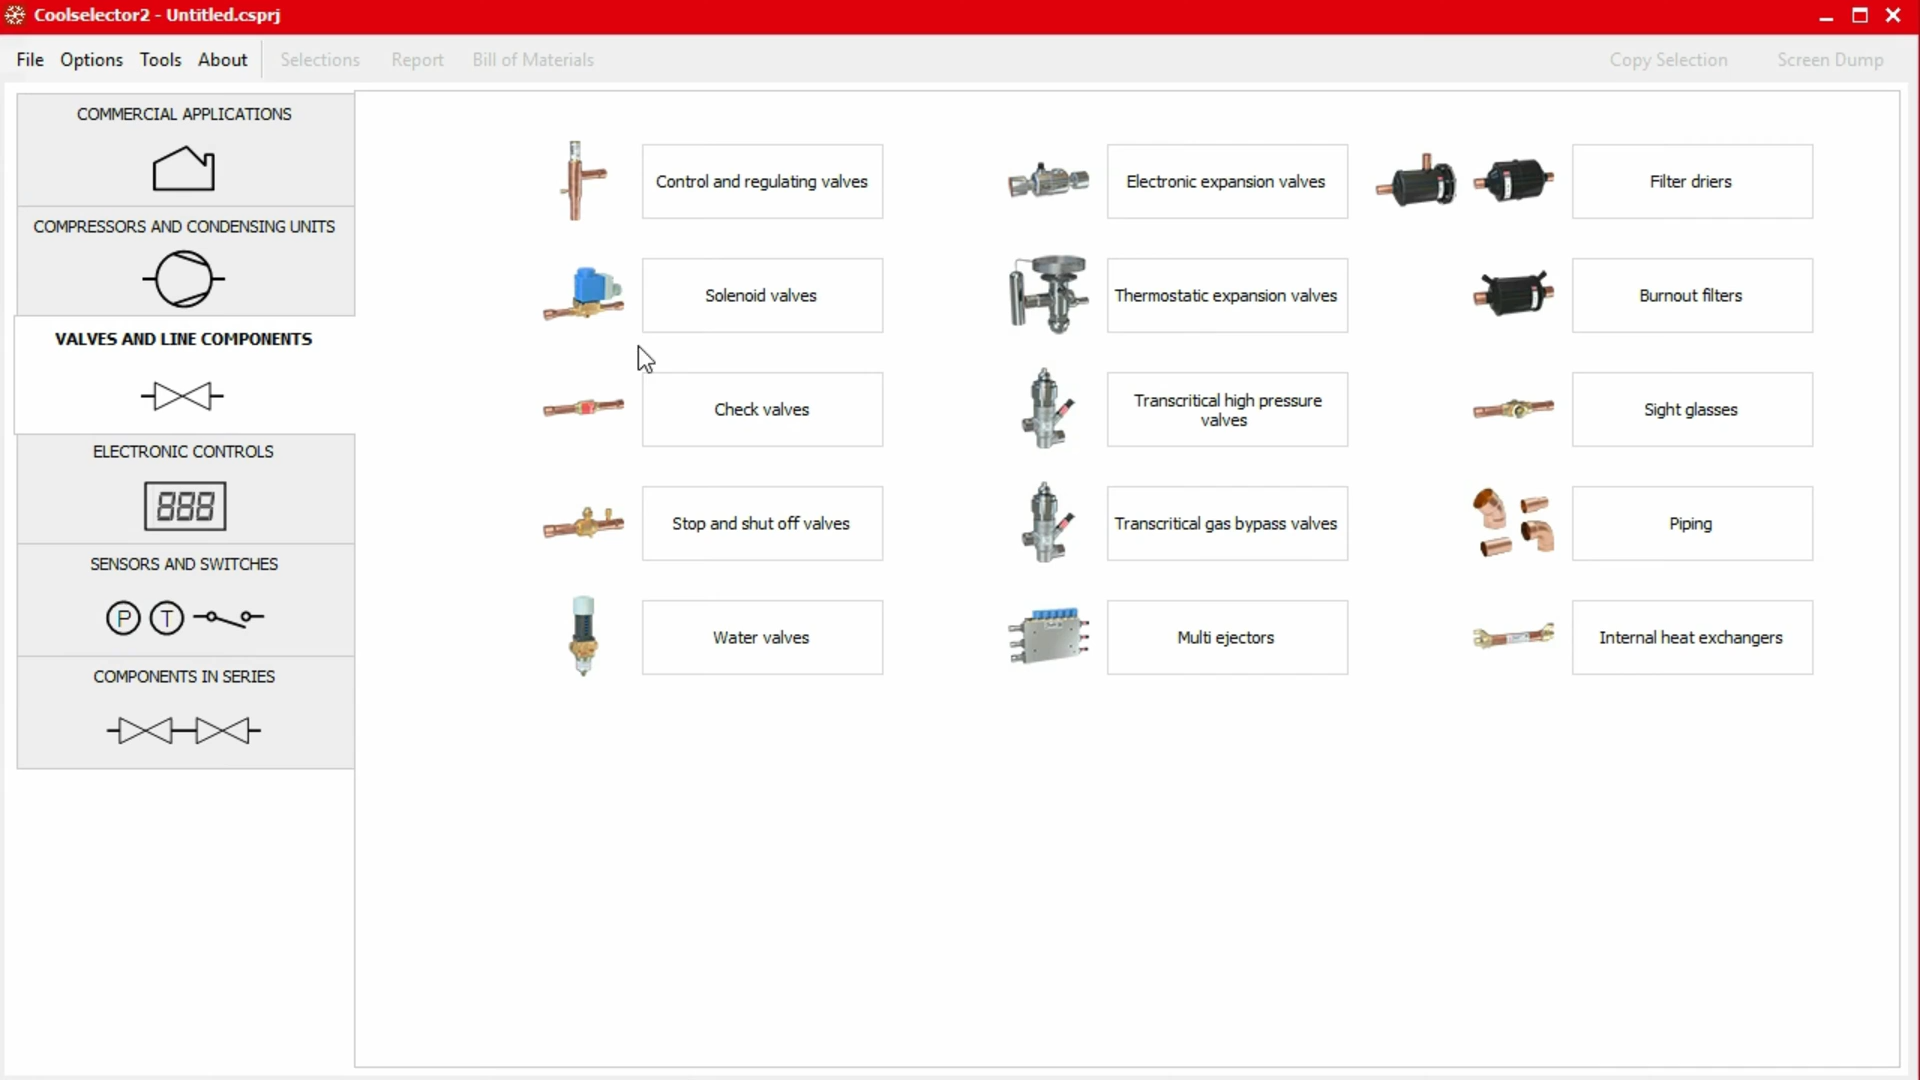 Coolselector2 - Untitled.csprj
File Options Tools About Selections Report Bill of Materials Copy Selection Screen Dump
COMMERCIAL APPLICATIONS
COMPRESSORS AND CONDENSING UNITS
VALVES AND LINE COMPONENTS
ELECTRONIC CONTROLS
888
SENSORS AND SWITCHES
P T
COMPONENTS IN SERIES
Control and regulating valves
Solenoid valves
Check valves
Stop and shut off valves
Water valves
Electronic expansion valves
Thermostatic expansion valves
Transcritical high pressure
valves
Transcritical gas bypass valves
Multi ejectors
Filter driers
Burnout filters
Sight glasses
Piping
Internal heat exchangers